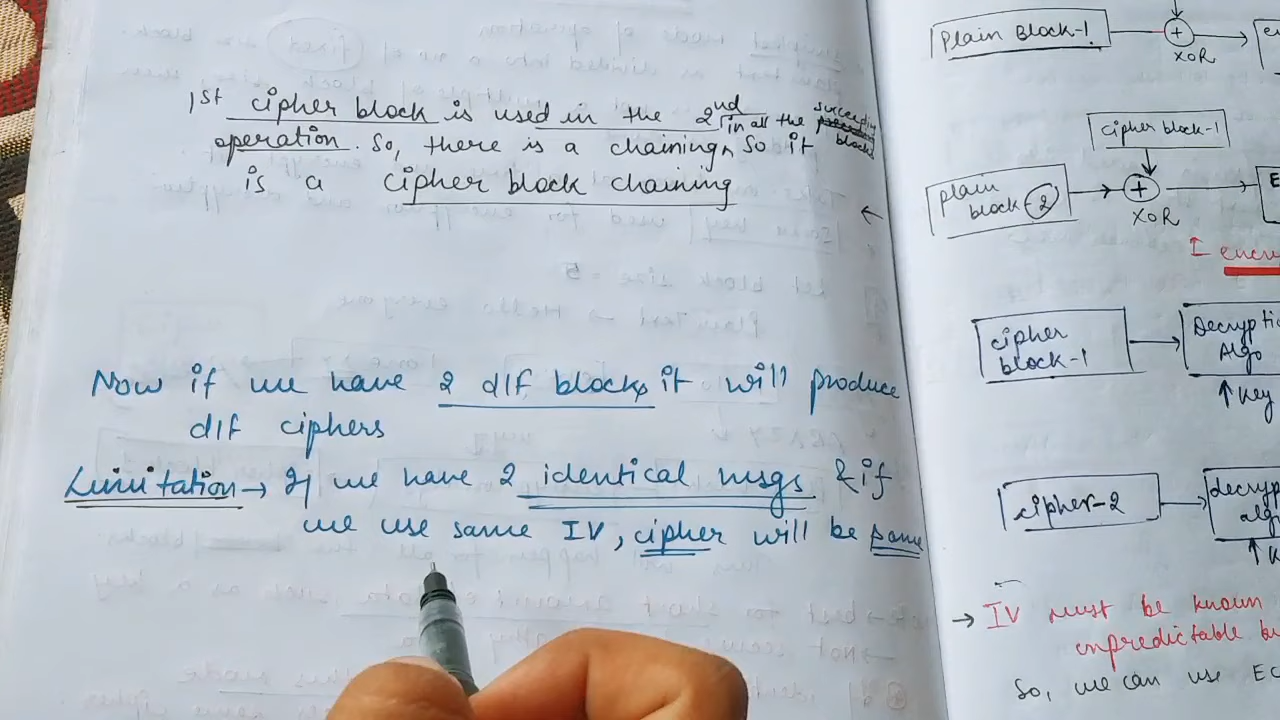 1st cipher block is used in the 2nd in all the succeeding blocks
operation. So, there is a chaining, so it
is a cipher block chaining
Now if we have 2 dif blocks it will produce
dif ciphers
Limitation → If we have 2 identical msgs & if
we use same IV, cipher will be same
Plain Block-1
+
XOR
cipher block-1
plain
block-2
+
XOR
cipher
block-1
Algo
↑ Key
cipher-2
→ IV must be known
unpredictable
So, we can use